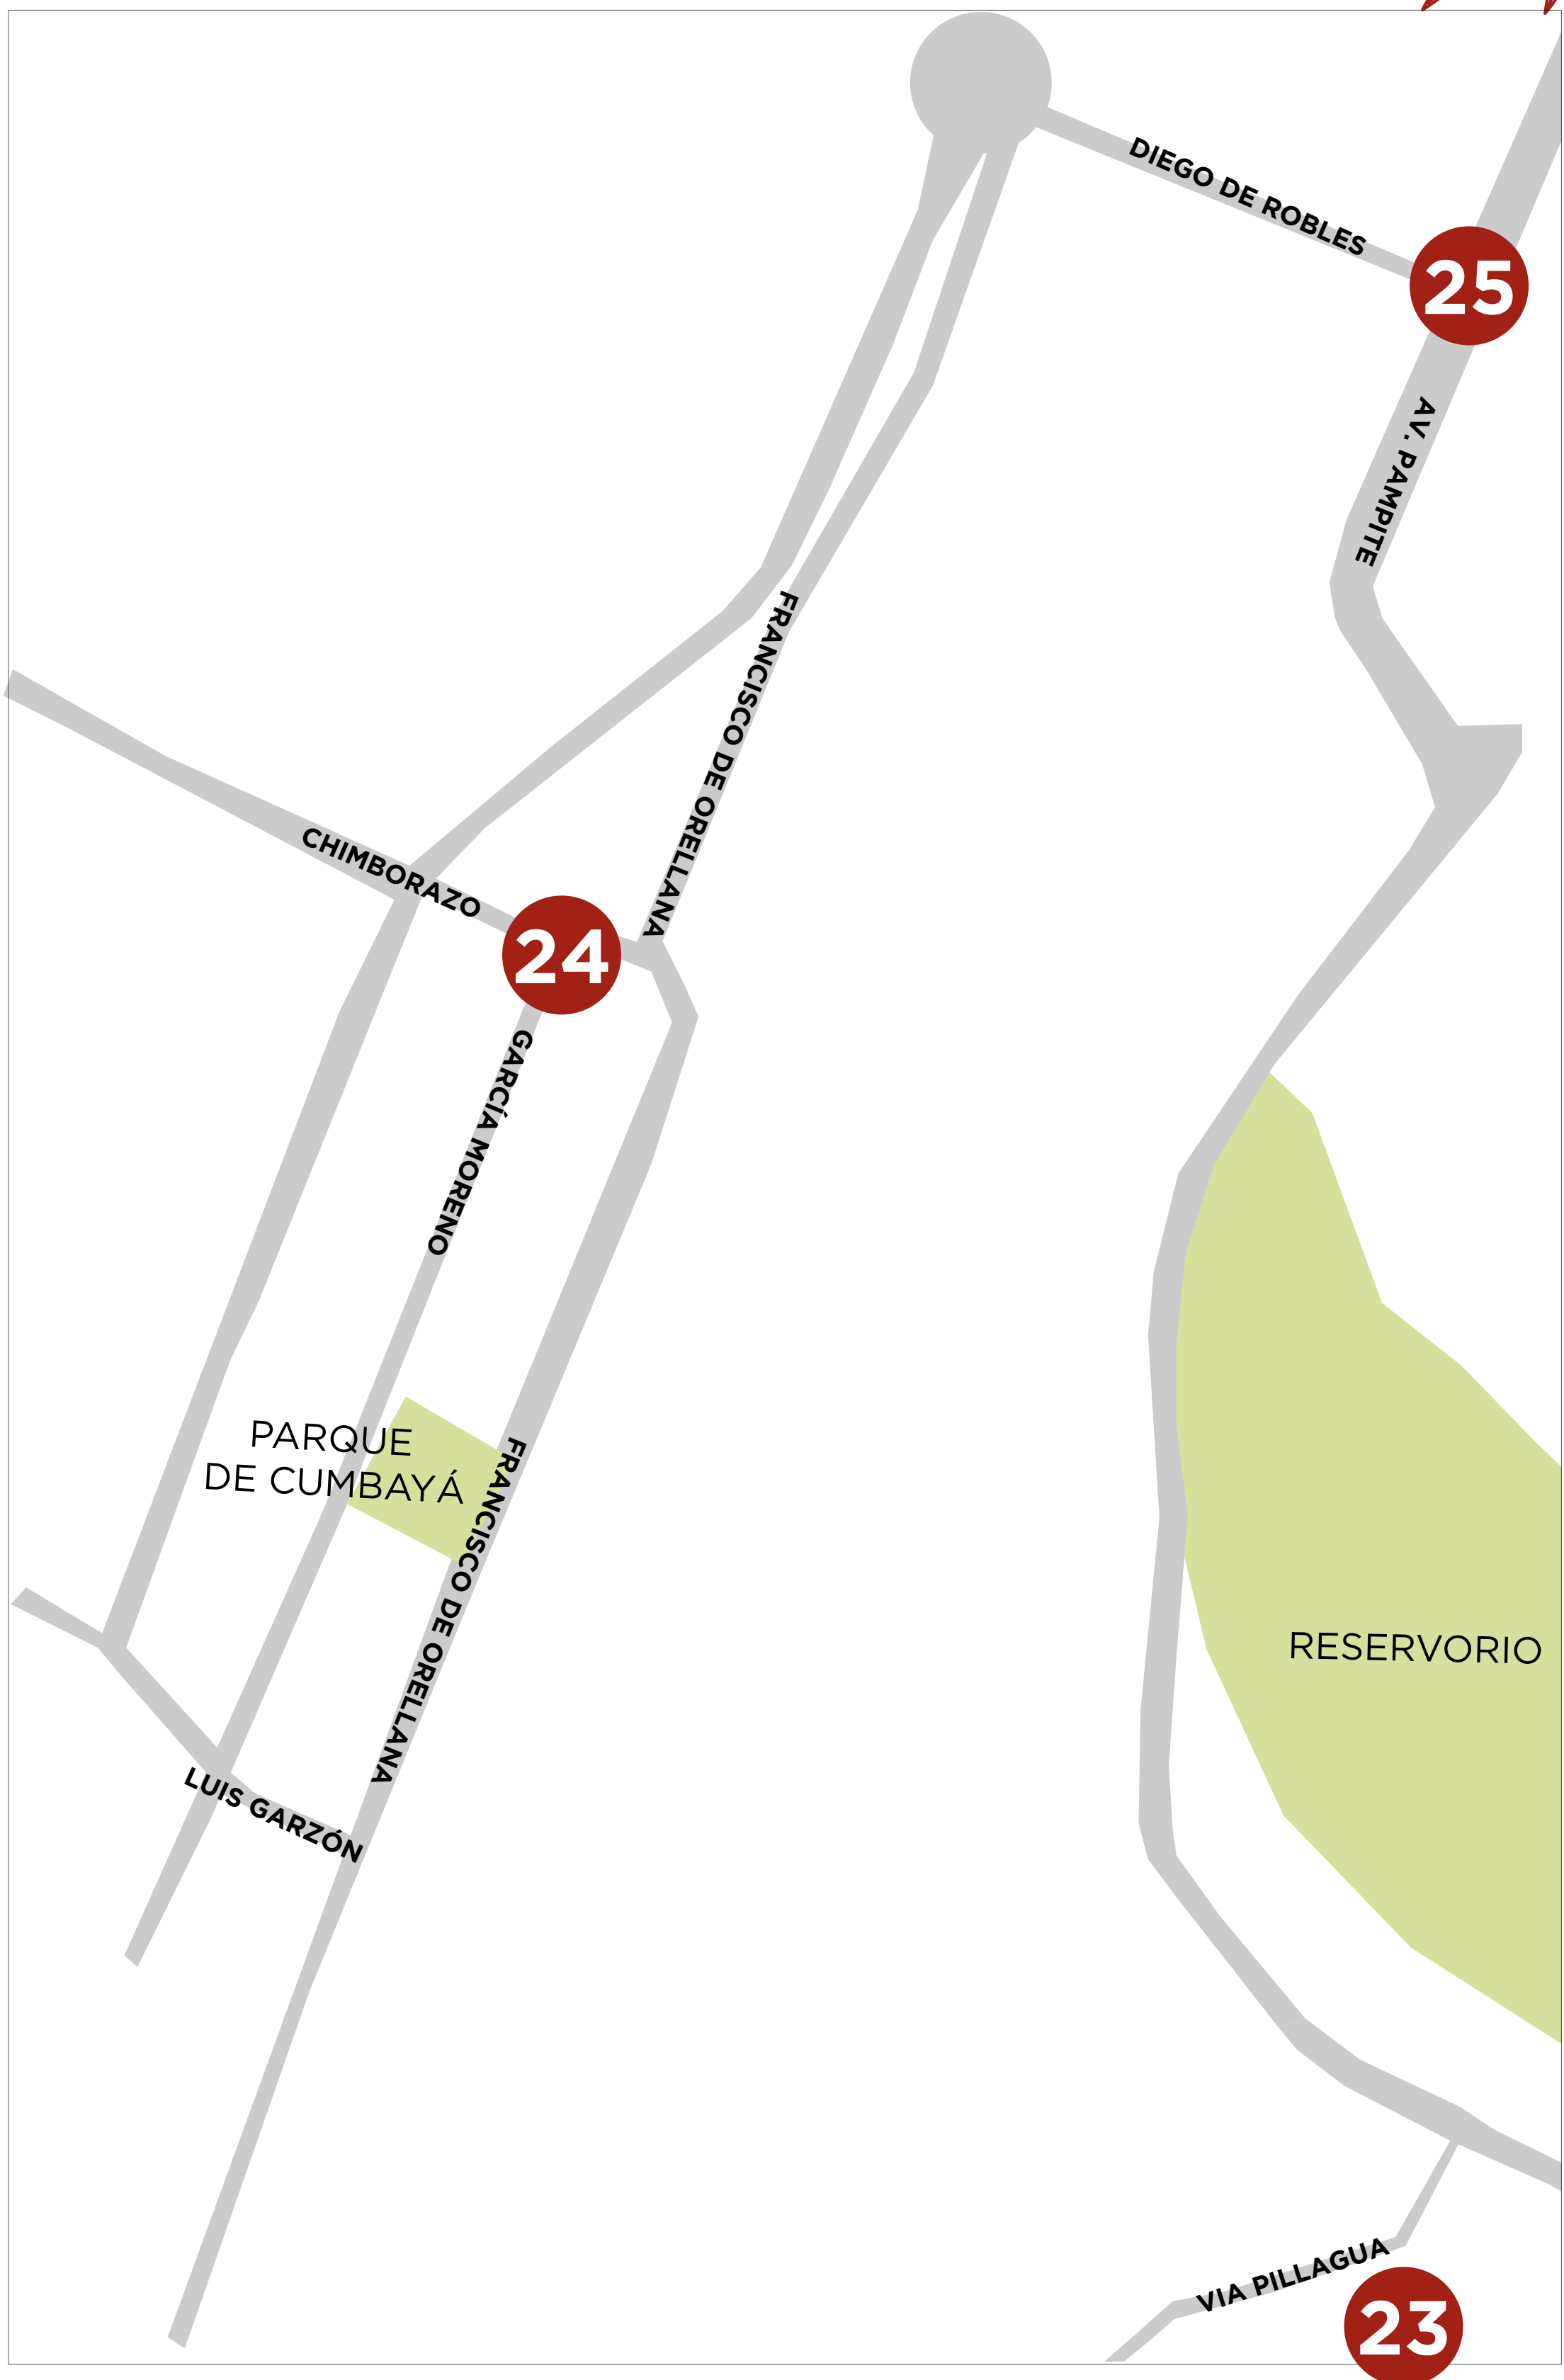 DIEGO DE ROBLES
25
AV. PAMPITE
FRANCISCO DE ORELLANA
CHIMBORAZO
24
GARCÍA MORENO
PARQUE
DE CUMBAYÁ
FRANCISCO DE ORELLANA
RESERVORIO
LUIS GARZÓN
VIA PILLAGUA
23